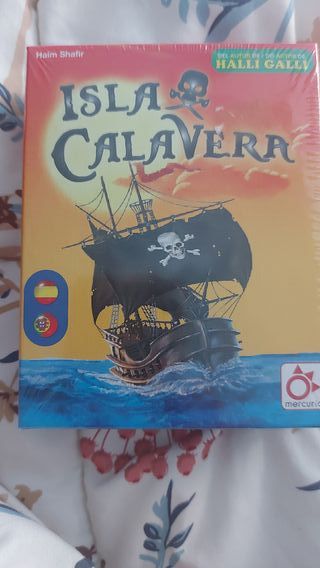 Haim Shafir
DEL AUTOR DE • DO AUTOR DE
HALLI GALLI
ISLA
CALAVERA
mercurio